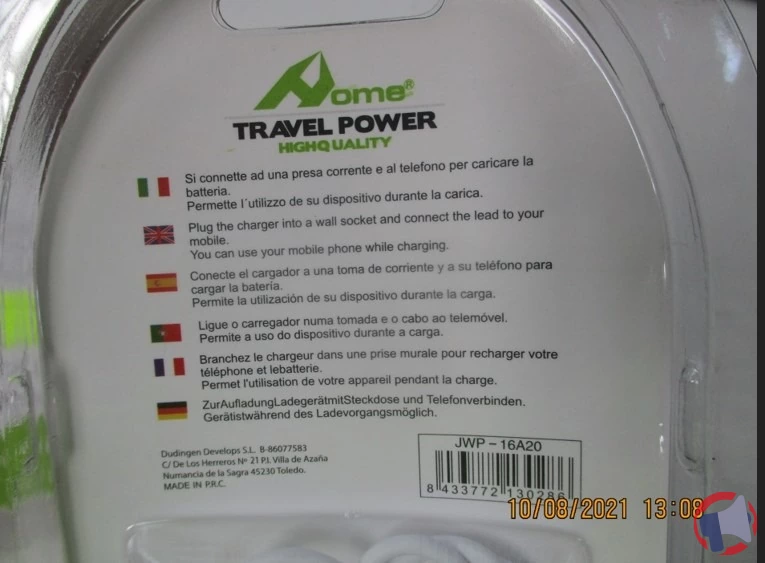 Home®
TRAVEL POWER
HIGHQUALITY
Si connette ad una presa corrente e al telefono per caricare la
batteria.
Permette l´utilizzo de su dispositivo durante la carica.
Plug the charger into a wall socket and connect the lead to your
mobile.
You can use your mobile phone while charging.
Conecte el cargador a una toma de corriente y a su teléfono para
cargar la batería.
Permite la utilización de su dispositivo durante la carga.
Ligue o carregador numa tomada e o cabo ao telemóvel.
Permite a uso do dispositivo durante a carga.
Branchez le chargeur dans une prise murale pour recharger votre
téléphone et lebatterie.
Permet l'utilisation de votre appareil pendant la charge.
ZurAufladungLadegerätmitSteckdose und Telefonverbinden.
Gerätistwährend des Ladevorgangsmöglich.
Dudingen Develops S.L. B-86077583
C/ De Los Herreros Nº 21 P.I. Villa de Azaña
Numancia de la Sagra 45230 Toledo.
MADE IN P.R.C.
JWP-16A20
8 433772 130286
10/08/2021 13:08